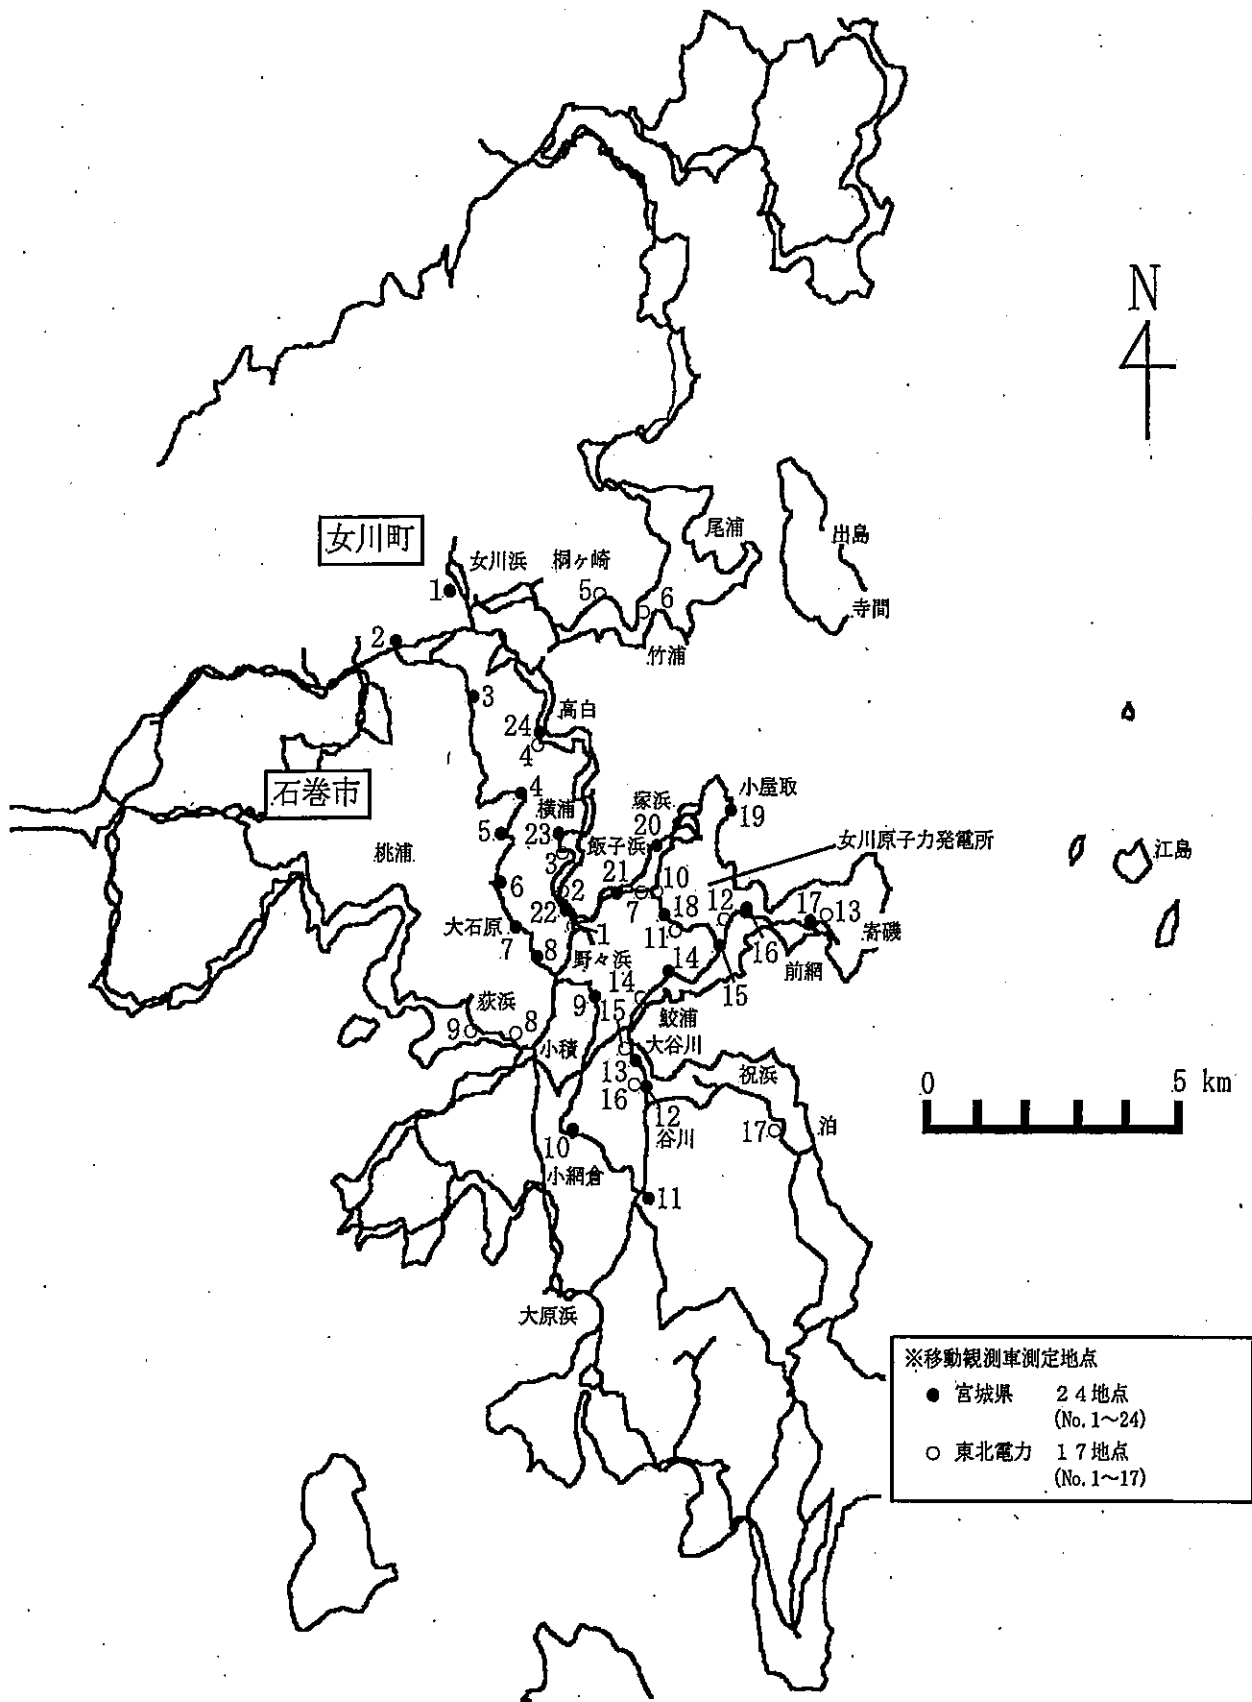 N
女川町
女川浜
桐ヶ崎
尾浦
出島
寺間
1
5
6
竹浦
2
3
高白
24
4
石巻市
4
横浦
塚浜
小屋取
19
5
23
20
飯子浜
3
桃浦
女川原子力発電所
江島
6
21
2
7
10
22
18
12
17
13
大石原
1
11
16
寄磯
7
8
野々浜
14
前網
15
9
14
15
鮫浦
荻浜
9
8
小積
大谷川
13
祝浜
16
0
5 km
12
谷川
17
泊
10
小網倉
11
大原浜
※移動観測車測定地点
● 宮城県 24地点
(No.1～24)
○ 東北電力 17地点
(No.1～17)